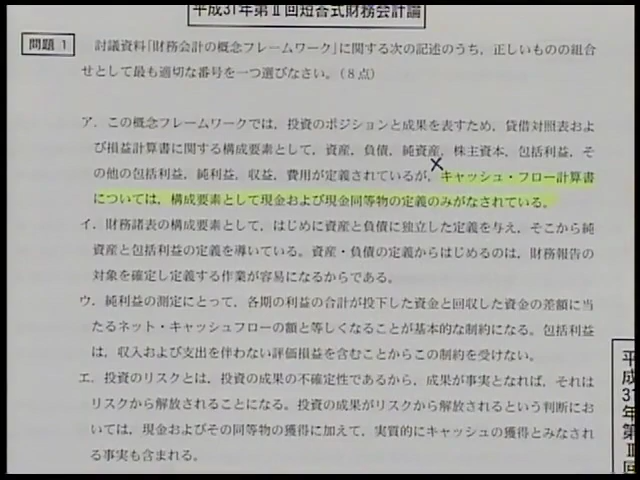 平成31年第Ⅱ回短答式財務会計論
問題 1 討議資料「財務会計の概念フレームワーク」に関する次の記述のうち，正しいものの組合
せとして最も適切な番号を一つ選びなさい。（８点）
ア．この概念フレームワークでは，投資のポジションと成果を表すため，貸借対照表およ
び損益計算書に関する構成要素として，資産，負債，純資産，株主資本，包括利益，そ
の他の包括利益，純利益，収益，費用が定義されているが，キャッシュ・フロー計算書
については，構成要素として現金および現金同等物の定義のみがなされている。
イ．財務諸表の構成要素として，はじめに資産と負債に独立した定義を与え，そこから純
資産と包括利益の定義を導いている。資産・負債の定義からはじめるのは，財務報告の
対象を確定し定義する作業が容易になるからである。
ウ．純利益の測定にとって，各期の利益の合計が投下した資金と回収した資金の差額に当
たるネット・キャッシュフローの額と等しくなることが基本的な制約になる。包括利益
は，収入および支出を伴わない評価損益を含むことからこの制約を受けない。
エ．投資のリスクとは，投資の成果の不確定性であるから，成果が事実となれば，それは
リスクから解放されることになる。投資の成果がリスクから解放されるという判断にお
いては，現金およびその同等物の獲得に加えて，実質的にキャッシュの獲得とみなされ
る事実も含まれる。
平成31年第Ⅱ回